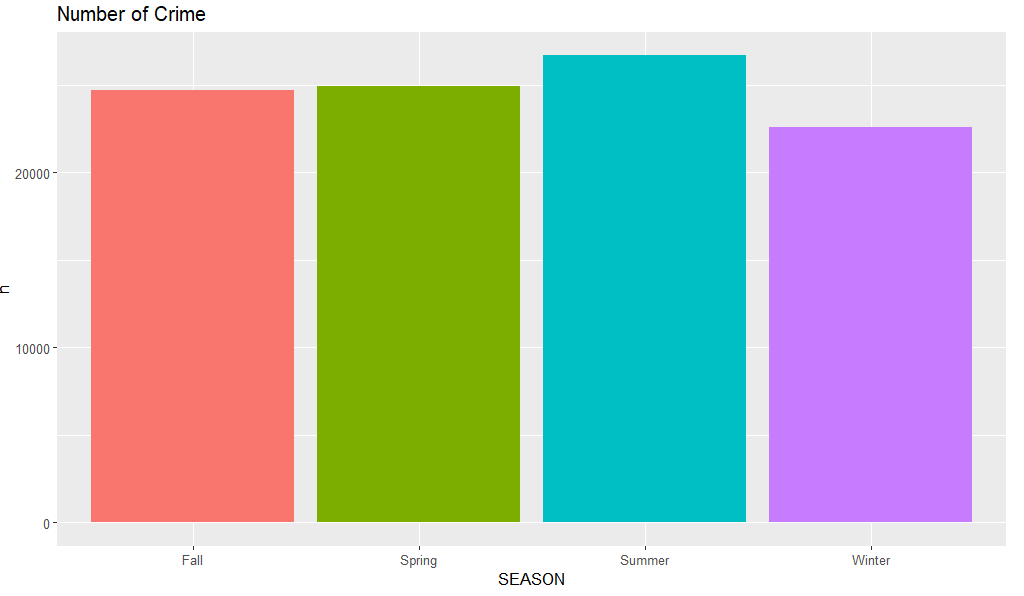 Number of Crime
20000
10000
0
n
Fall
Spring
Summer
Winter
SEASON